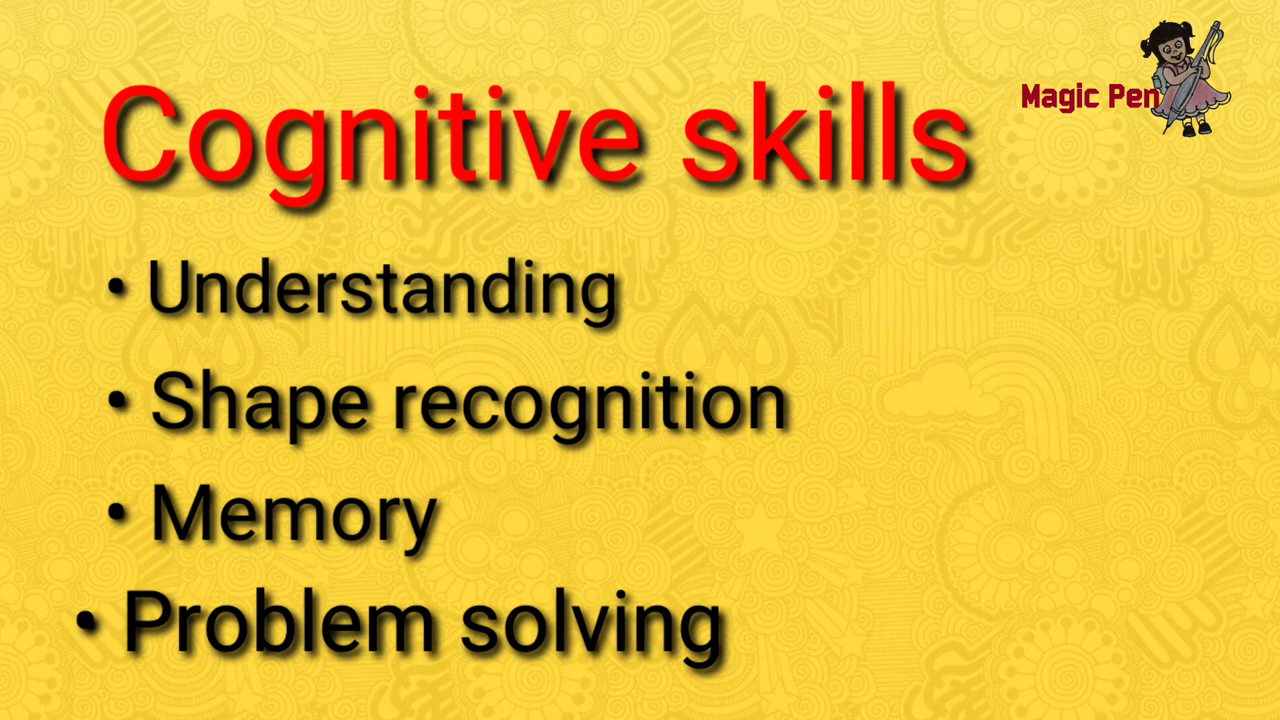 Cognitive skills
Magic Pen
• Understanding
• Shape recognition
• Memory
• Problem solving